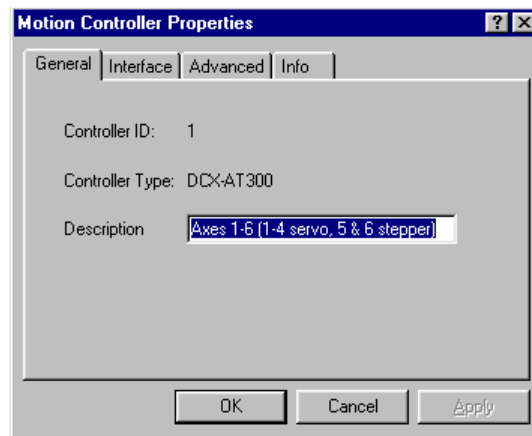 Motion Controller Properties
General Interface Advanced Info
Controller ID: 1
Controller Type: DCX-AT300
Description Axes 1-6 (1-4 servo, 5 & 6 stepper)
OK Cancel Apply